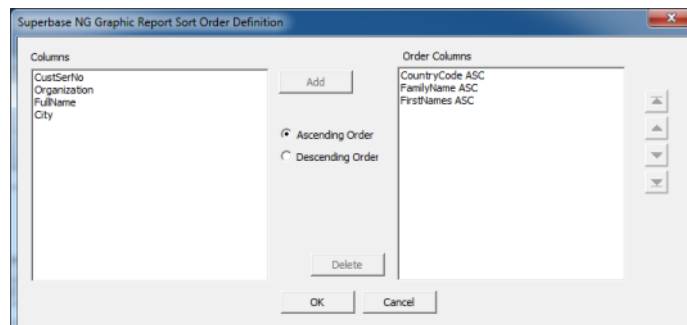 Superbase NG Graphic Report Sort Order Definition
Columns
CustSerNo
Organization
FullName
City
Add
Ascending Order
Descending Order
Delete
Order Columns
CountryCode ASC
FamilyName ASC
FirstNames ASC
OK
Cancel